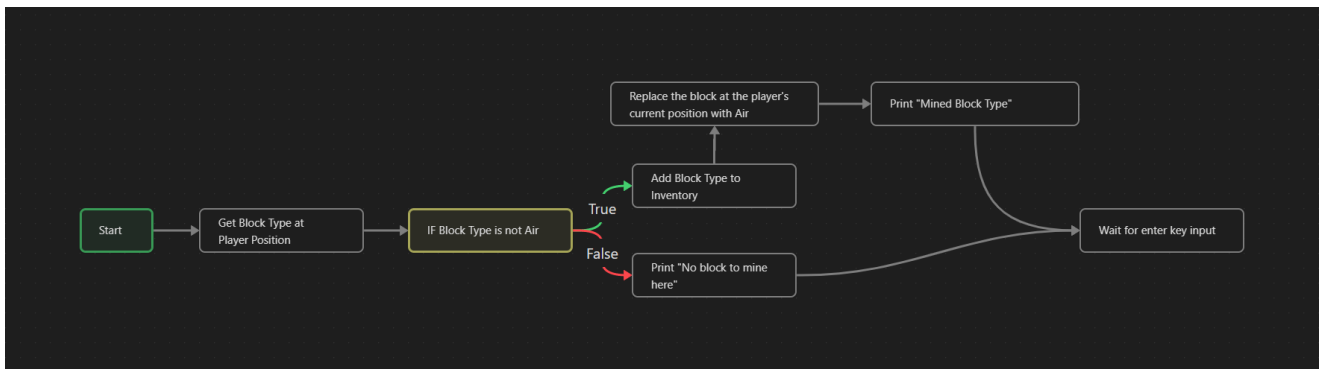 Start
Get Block Type at
Player Position
IF Block Type is not Air
True
False
Add Block Type to
Inventory
Replace the block at the player's
current position with Air
Print "Mined Block Type"
Print "No block to mine
here"
Wait for enter key input